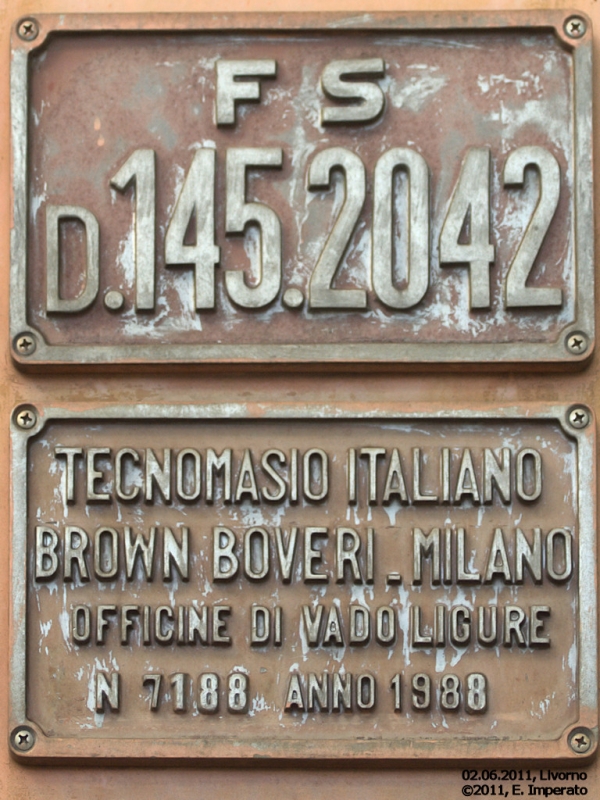 F S
D.145.2042
TECNOMASIO ITALIANO
BROWN BOVERI - MILANO
OFFICINE DI VADO LIGURE
N 7188 ANNO 1988
02.06.2011, Livorno
©2011, E. Imperato